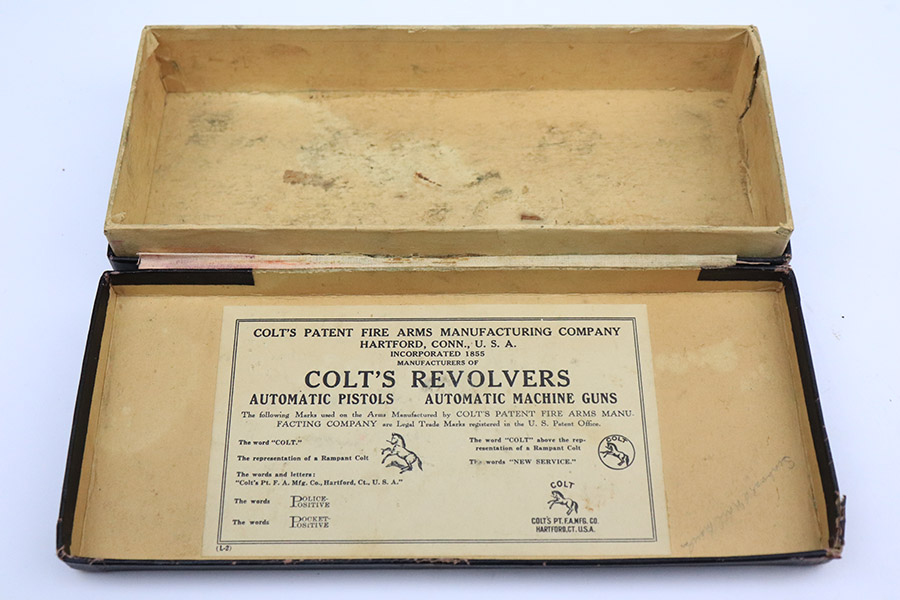 COLT'S PATENT FIRE ARMS MANUFACTURING COMPANY
HARTFORD, CONN., U. S. A.
INCORPORATED 1855
MANUFACTURERS OF
COLT'S REVOLVERS
AUTOMATIC PISTOLS AUTOMATIC MACHINE GUNS
The following Marks used on the Arms Manufactured by COLT'S PATENT FIRE ARMS MANU-
FACTING COMPANY are Legal Trade Marks registered in the U. S. Patent Office.
The word "COLT."
The representation of a Rampant Colt
The words and letters:
"Colt's Pt. F. A. Mfg. Co., Hartford, Ct., U. S. A."
The words POLICE-POSITIVE
The words POCKET-POSITIVE
(L-2)
The word "COLT" above the rep-
resentation of a Rampant Colt
COLT
The words "NEW SERVICE."
COLT
COLT'S PT. F.A. MFG. CO.
HARTFORD, CT. U.S.A.